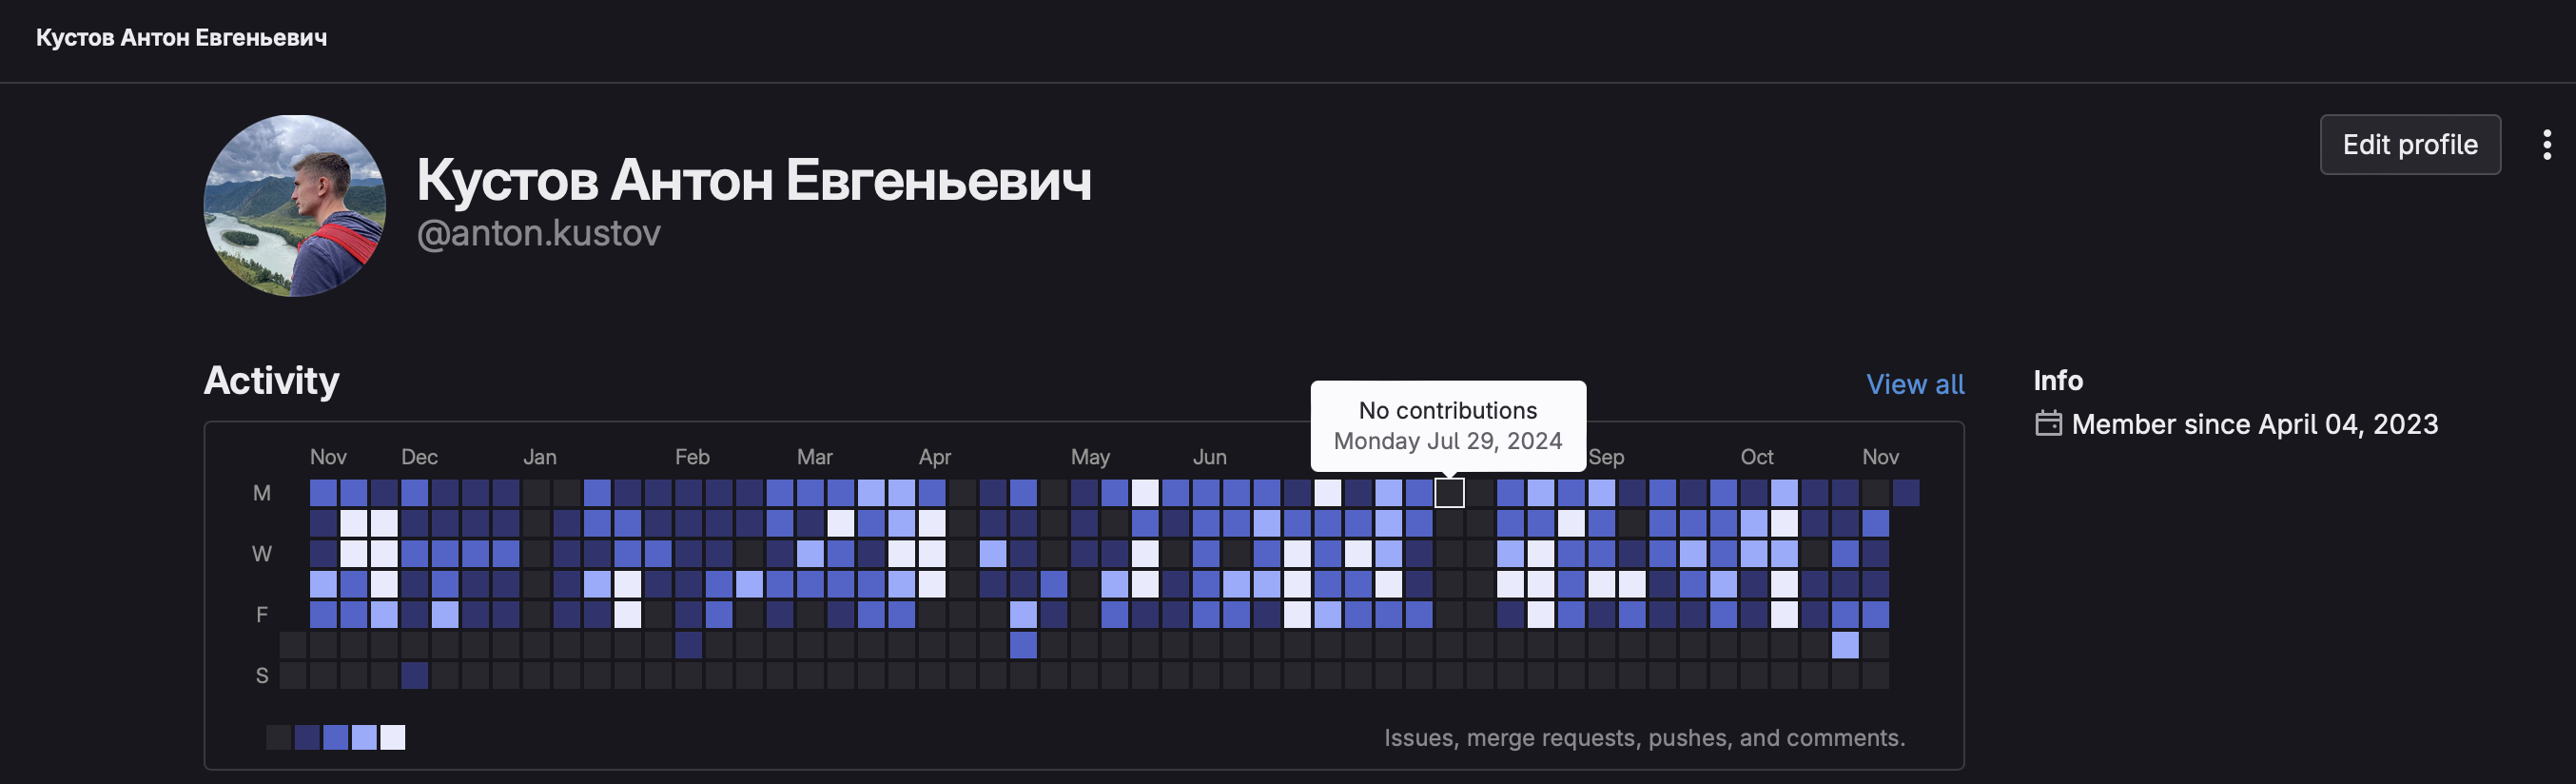 Кустов Антон Евгеньевич
Edit profile
Кустов Антон Евгеньевич
@anton.kustov
Activity
View all
Info
Member since April 04, 2023
No contributions
Monday Jul 29, 2024
Nov Dec Jan Feb Mar Apr May Jun Sep Oct Nov
M
W
F
S
Issues, merge requests, pushes, and comments.